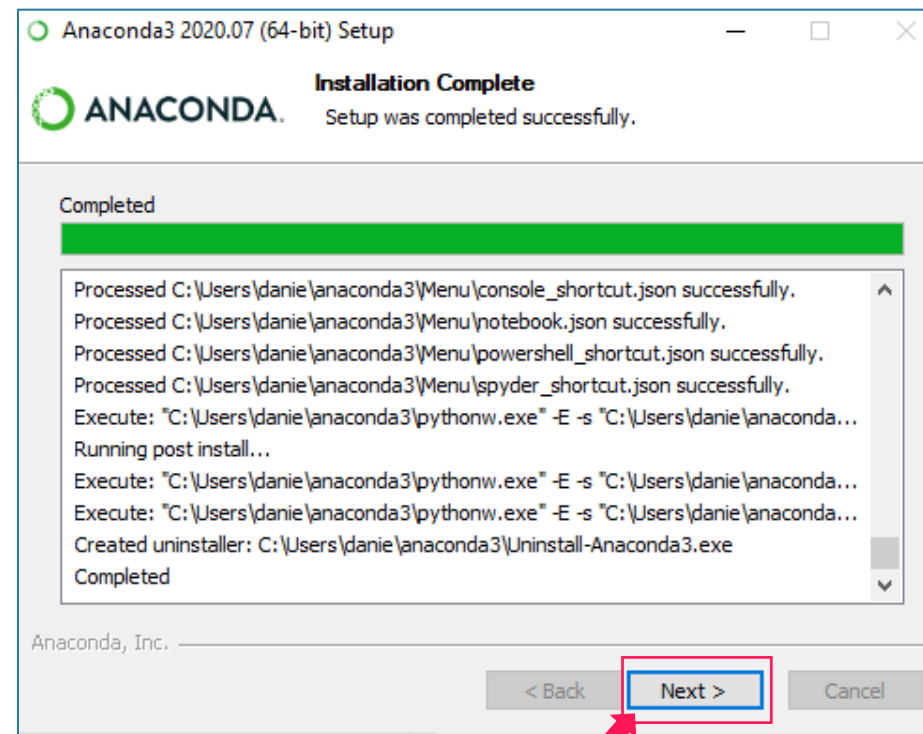 Anaconda3 2020.07 (64-bit) Setup
Installation Complete
ANACONDA.
Setup was completed successfully.
Completed
Processed C:\Users\danie\anaconda3\Menu\console_shortcut.json successfully.
Processed C:\Users\danie\anaconda3\Menu\notebook.json successfully.
Processed C:\Users\danie\anaconda3\Menu\powershell_shortcut.json successfully.
Processed C:\Users\danie\anaconda3\Menu\spyder_shortcut.json successfully.
Execute: "C:\Users\danie\anaconda3\pythonw.exe" -E -s "C:\Users\danie\anaconda...
Running post install...
Execute: "C:\Users\danie\anaconda3\pythonw.exe" -E -s "C:\Users\danie\anaconda...
Execute: "C:\Users\danie\anaconda3\pythonw.exe" -E -s "C:\Users\danie\anaconda...
Created uninstaller: C:\Users\danie\anaconda3\Uninstall-Anaconda3.exe
Completed
Anaconda, Inc.
< Back Next > Cancel